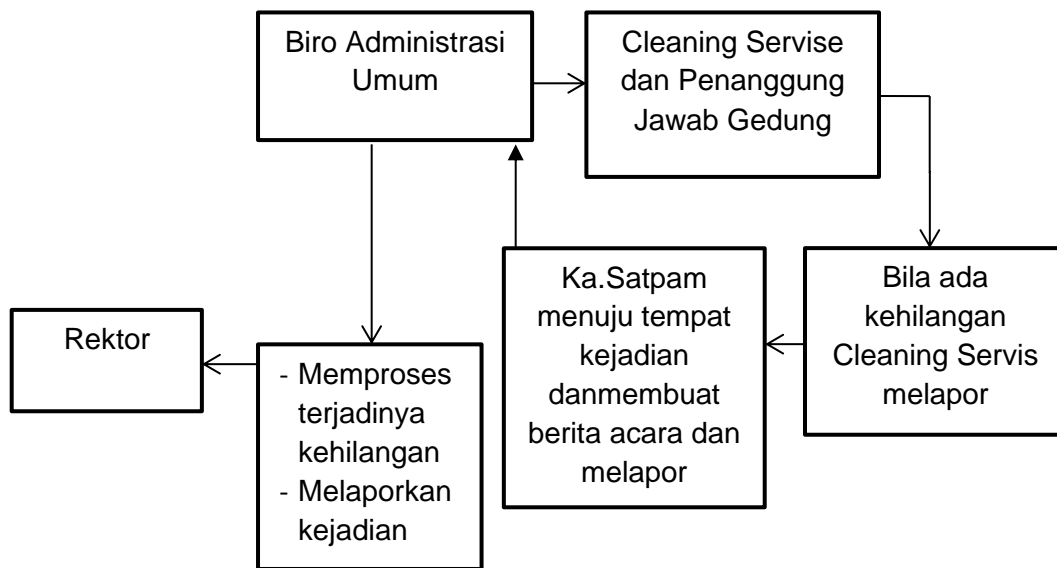 Biro Administrasi
Umum
Cleaning Servise
dan Penanggung
Jawab Gedung
Ka.Satpam
menuju tempat
kejadian
danmembuat
berita acara dan
melapor
Bila ada
kehilangan
Cleaning Servis
melapor
Rektor
- Memproses
terjadinya
kehilangan
- Melaporkan
kejadian